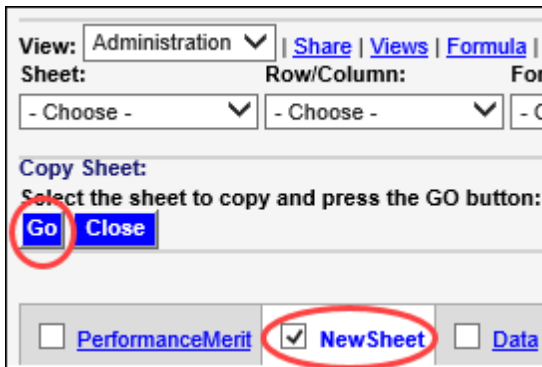 View: Administration | Share | Views | Formula |
Sheet: Row/Column: For
- Choose - - Choose - - C
Copy Sheet:
Select the sheet to copy and press the GO button:
Go Close
PerformanceMerit NewSheet Data